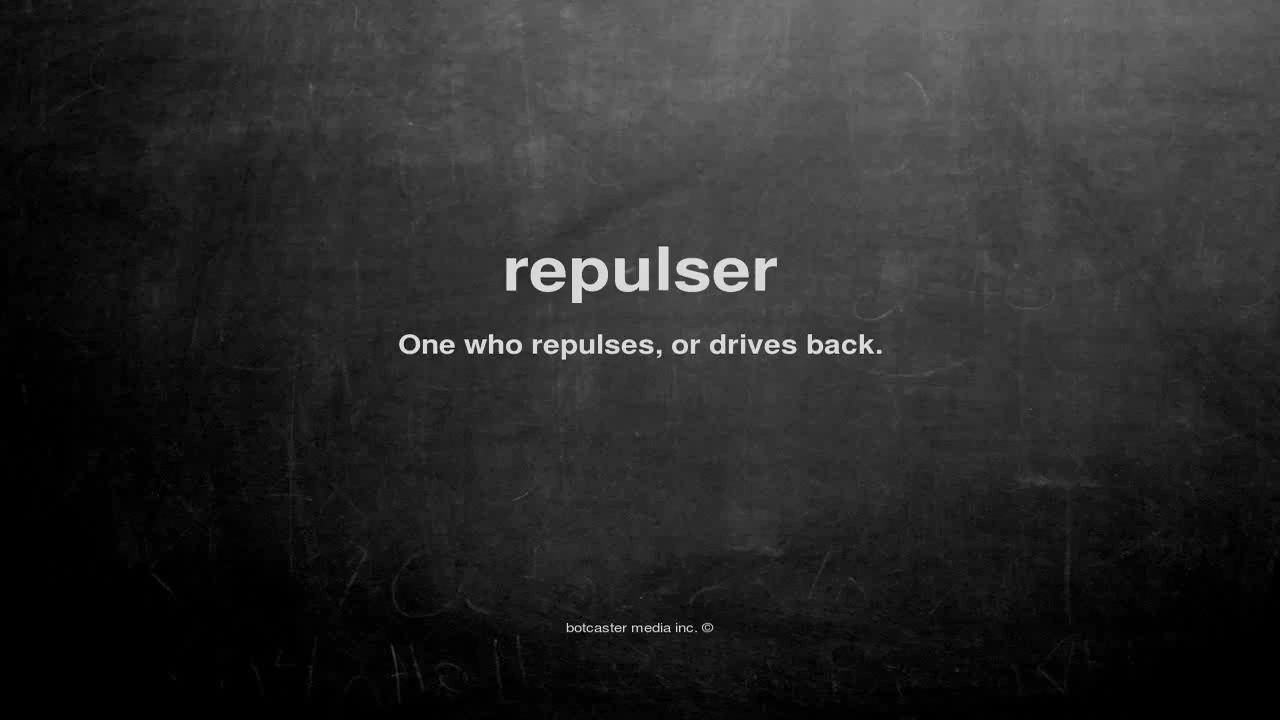 repulser
One who repulses, or drives back.
botcaster media inc. ©